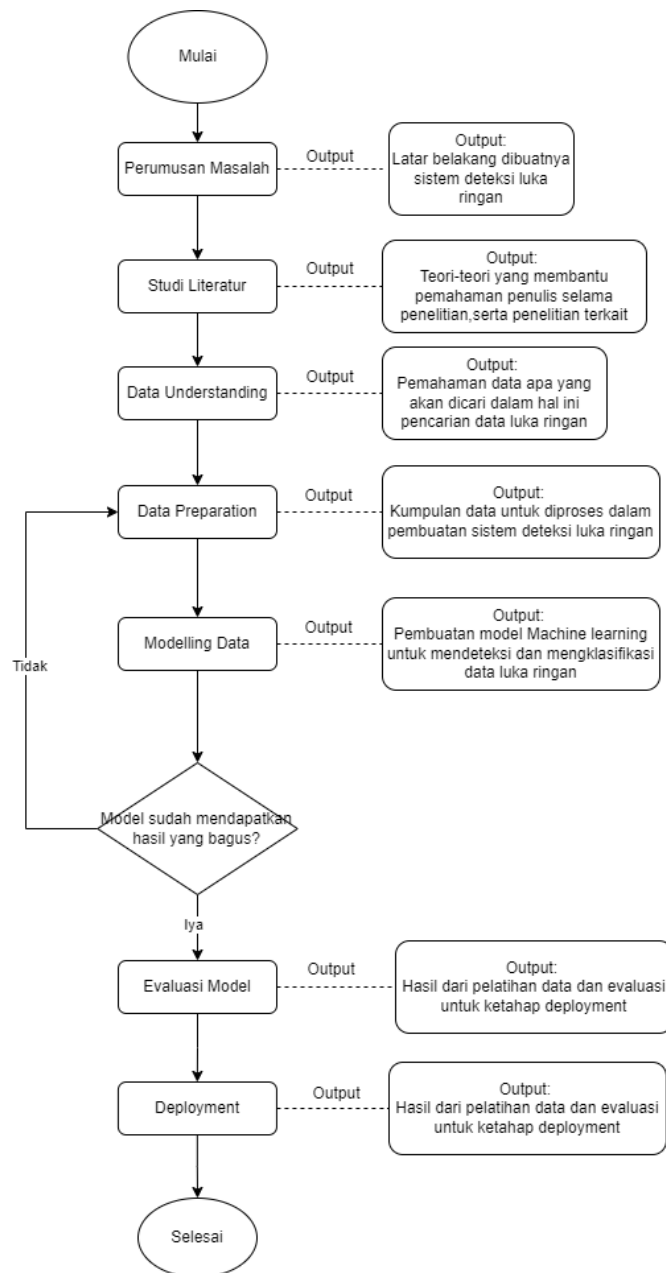 Mulai
Perumusan Masalah
Output
Output:
Latar belakang dibuatnya
sistem deteksi luka
ringan
Studi Literatur
Output
Output:
Teori-teori yang membantu
pemahaman penulis selama
penelitian,serta penelitian terkait
Data Understanding
Output
Output:
Pemahaman data apa yang
akan dicari dalam hal ini
pencarian data luka ringan
Data Preparation
Output
Output:
Kumpulan data untuk diproses dalam
pembuatan sistem deteksi luka ringan
Modelling Data
Output
Output:
Pembuatan model Machine learning
untuk mendeteksi dan mengklasifikasi
data luka ringan
Tidak
Model sudah mendapatkan
hasil yang bagus?
Iya
Evaluasi Model
Output
Output:
Hasil dari pelatihan data dan evaluasi
untuk ketahap deployment
Deployment
Output
Output:
Hasil dari pelatihan data dan evaluasi
untuk ketahap deployment
Selesai